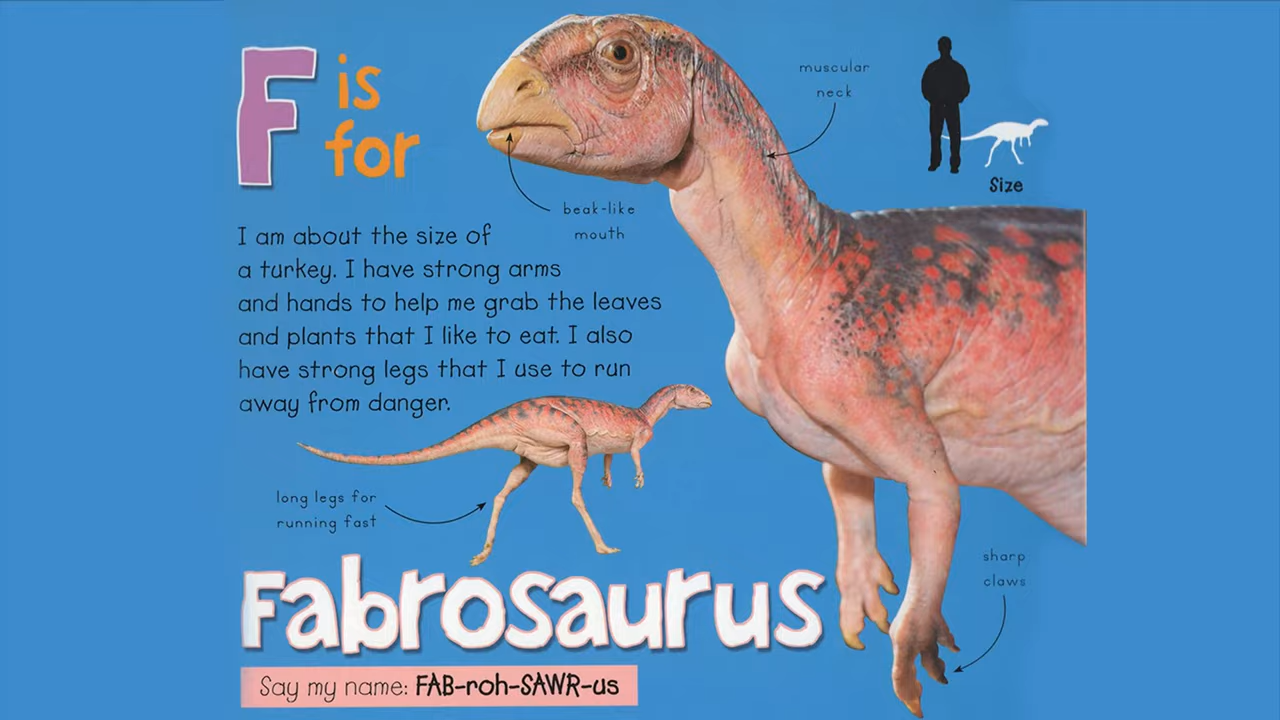 F is
for
muscular
neck
Size
beak-like
mouth
I am about the size of
a turkey. I have strong arms
and hands to help me grab the leaves
and plants that I like to eat. I also
have strong legs that I use to run
away from danger.
long legs for
running fast
sharp
claws
Fabrosaurus
Say my name: FAB-roh-SAWR-us